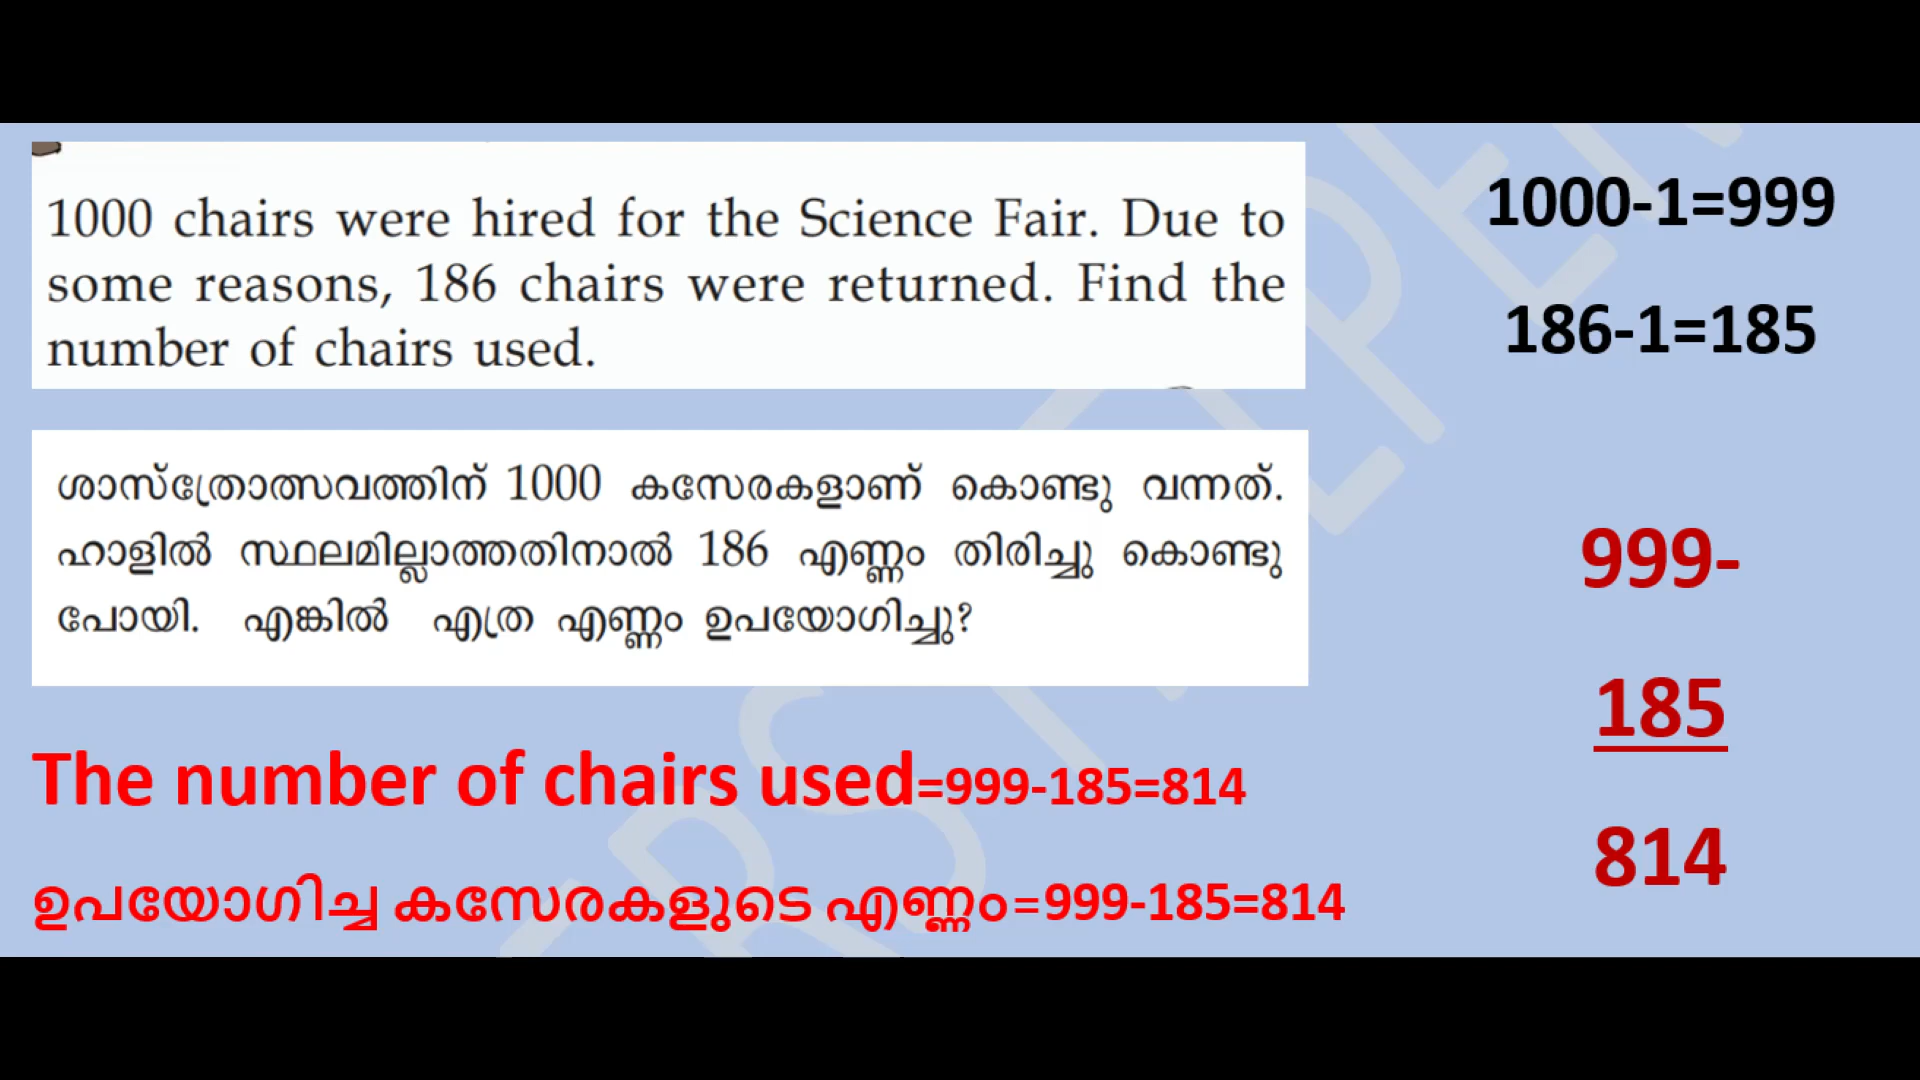 1000 chairs were hired for the Science Fair. Due to
some reasons, 186 chairs were returned. Find the
number of chairs used.
ശാസ്ത്രോത്സവത്തിന് 1000 കസേരകളാണ് കൊണ്ടു വന്നത്.
ഹാളിൽ സ്ഥലമില്ലാത്തതിനാൽ 186 എണ്ണം തിരിച്ചു കൊണ്ടു
പോയി. എങ്കിൽ എത്ര എണ്ണം ഉപയോഗിച്ചു?
The number of chairs used=999-185=814
ഉപയോഗിച്ച കസേരകളുടെ എണ്ണം=999-185=814
1000-1=999
186-1=185
999-
185
814